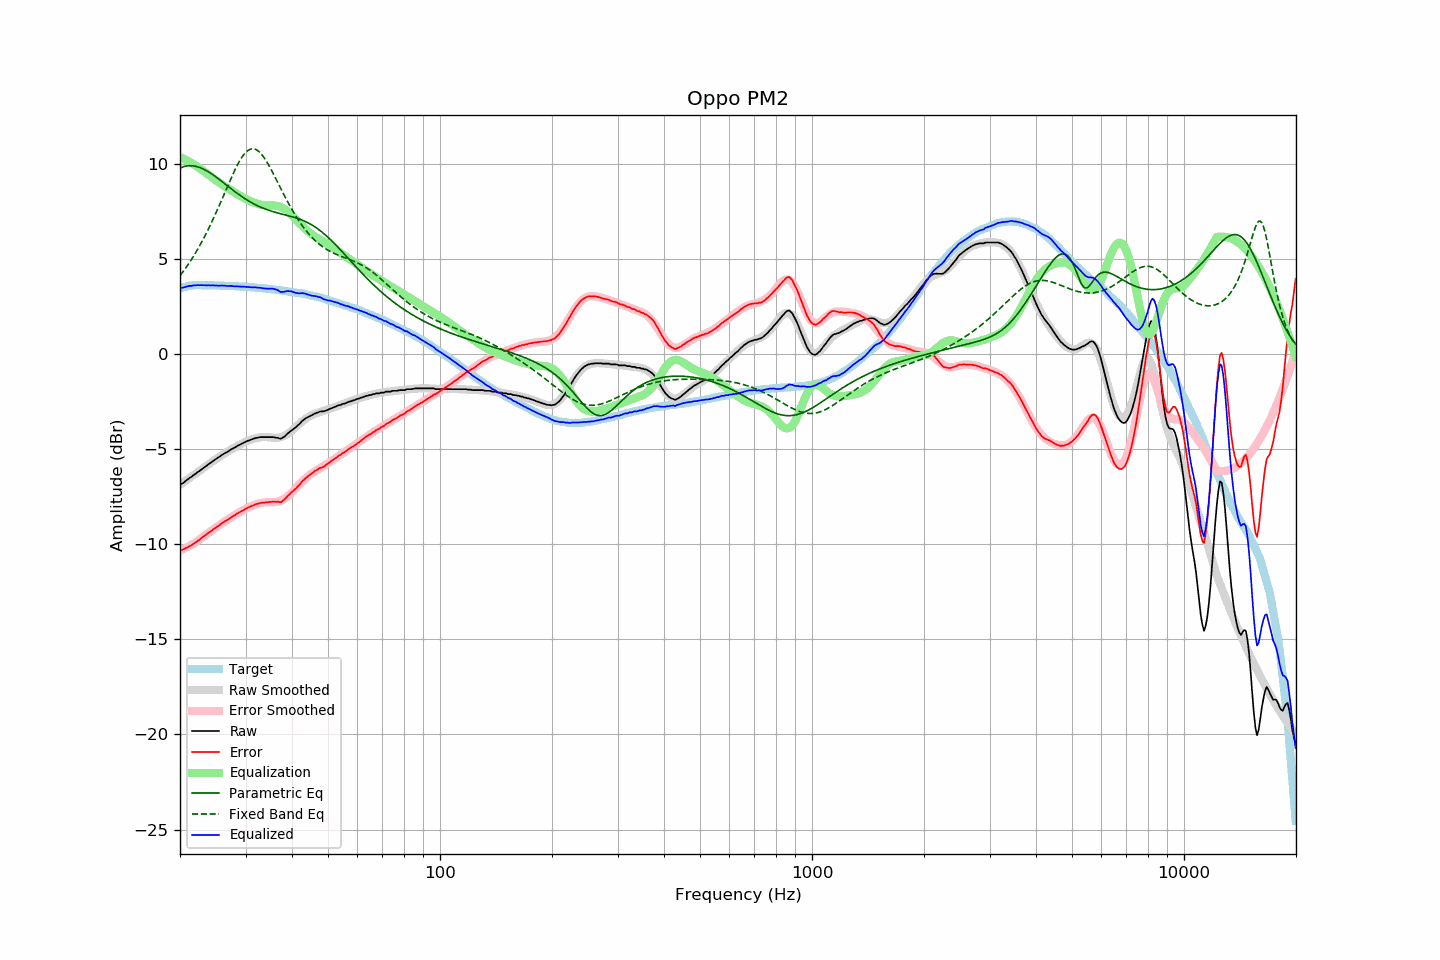 Oppo PM2
Amplitude (dBr)
10
5
0
−5
−10
−15
−20
−25
Target
Raw Smoothed
Error Smoothed
Raw
Error
Equalization
Parametric Eq
Fixed Band Eq
Equalized
100
1000
10000
Frequency (Hz)